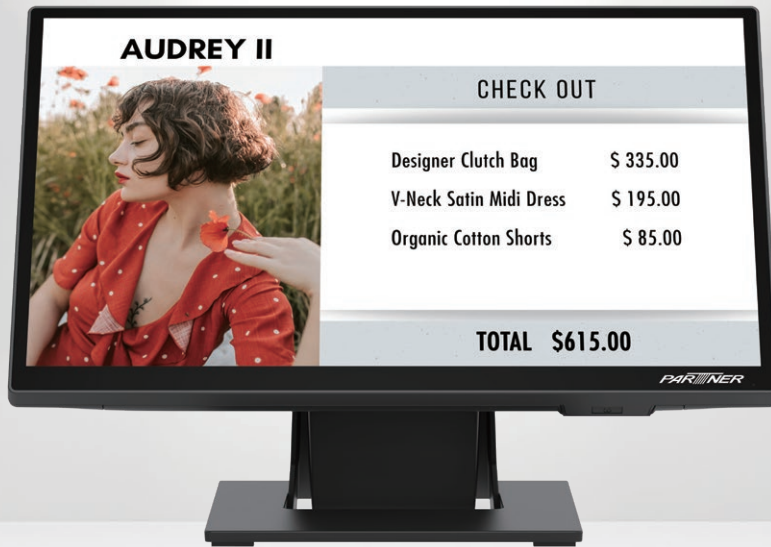 AUDREY II
CHECK OUT
Designer Clutch Bag $ 335.00
V-Neck Satin Midi Dress $ 195.00
Organic Cotton Shorts $ 85.00
TOTAL $615.00
PARTNER